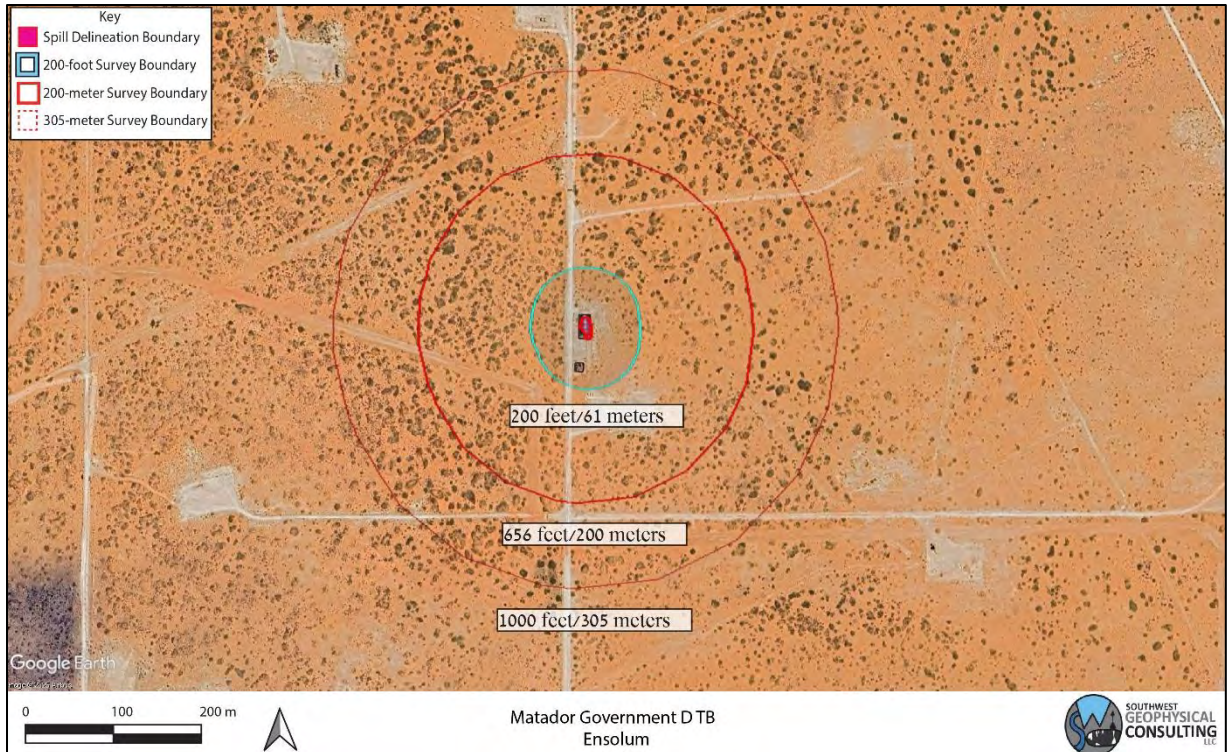 Key
Spill Delineation Boundary
200-foot Survey Boundary
200-meter Survey Boundary
305-meter Survey Boundary
200 feet/61 meters
656 feet/200 meters
1000 feet/305 meters
Google Earth
0 100 200 m
Matador Government D TB
Ensolum
SOUTHWEST
GEOPHYSICAL
CONSULTING
LLC